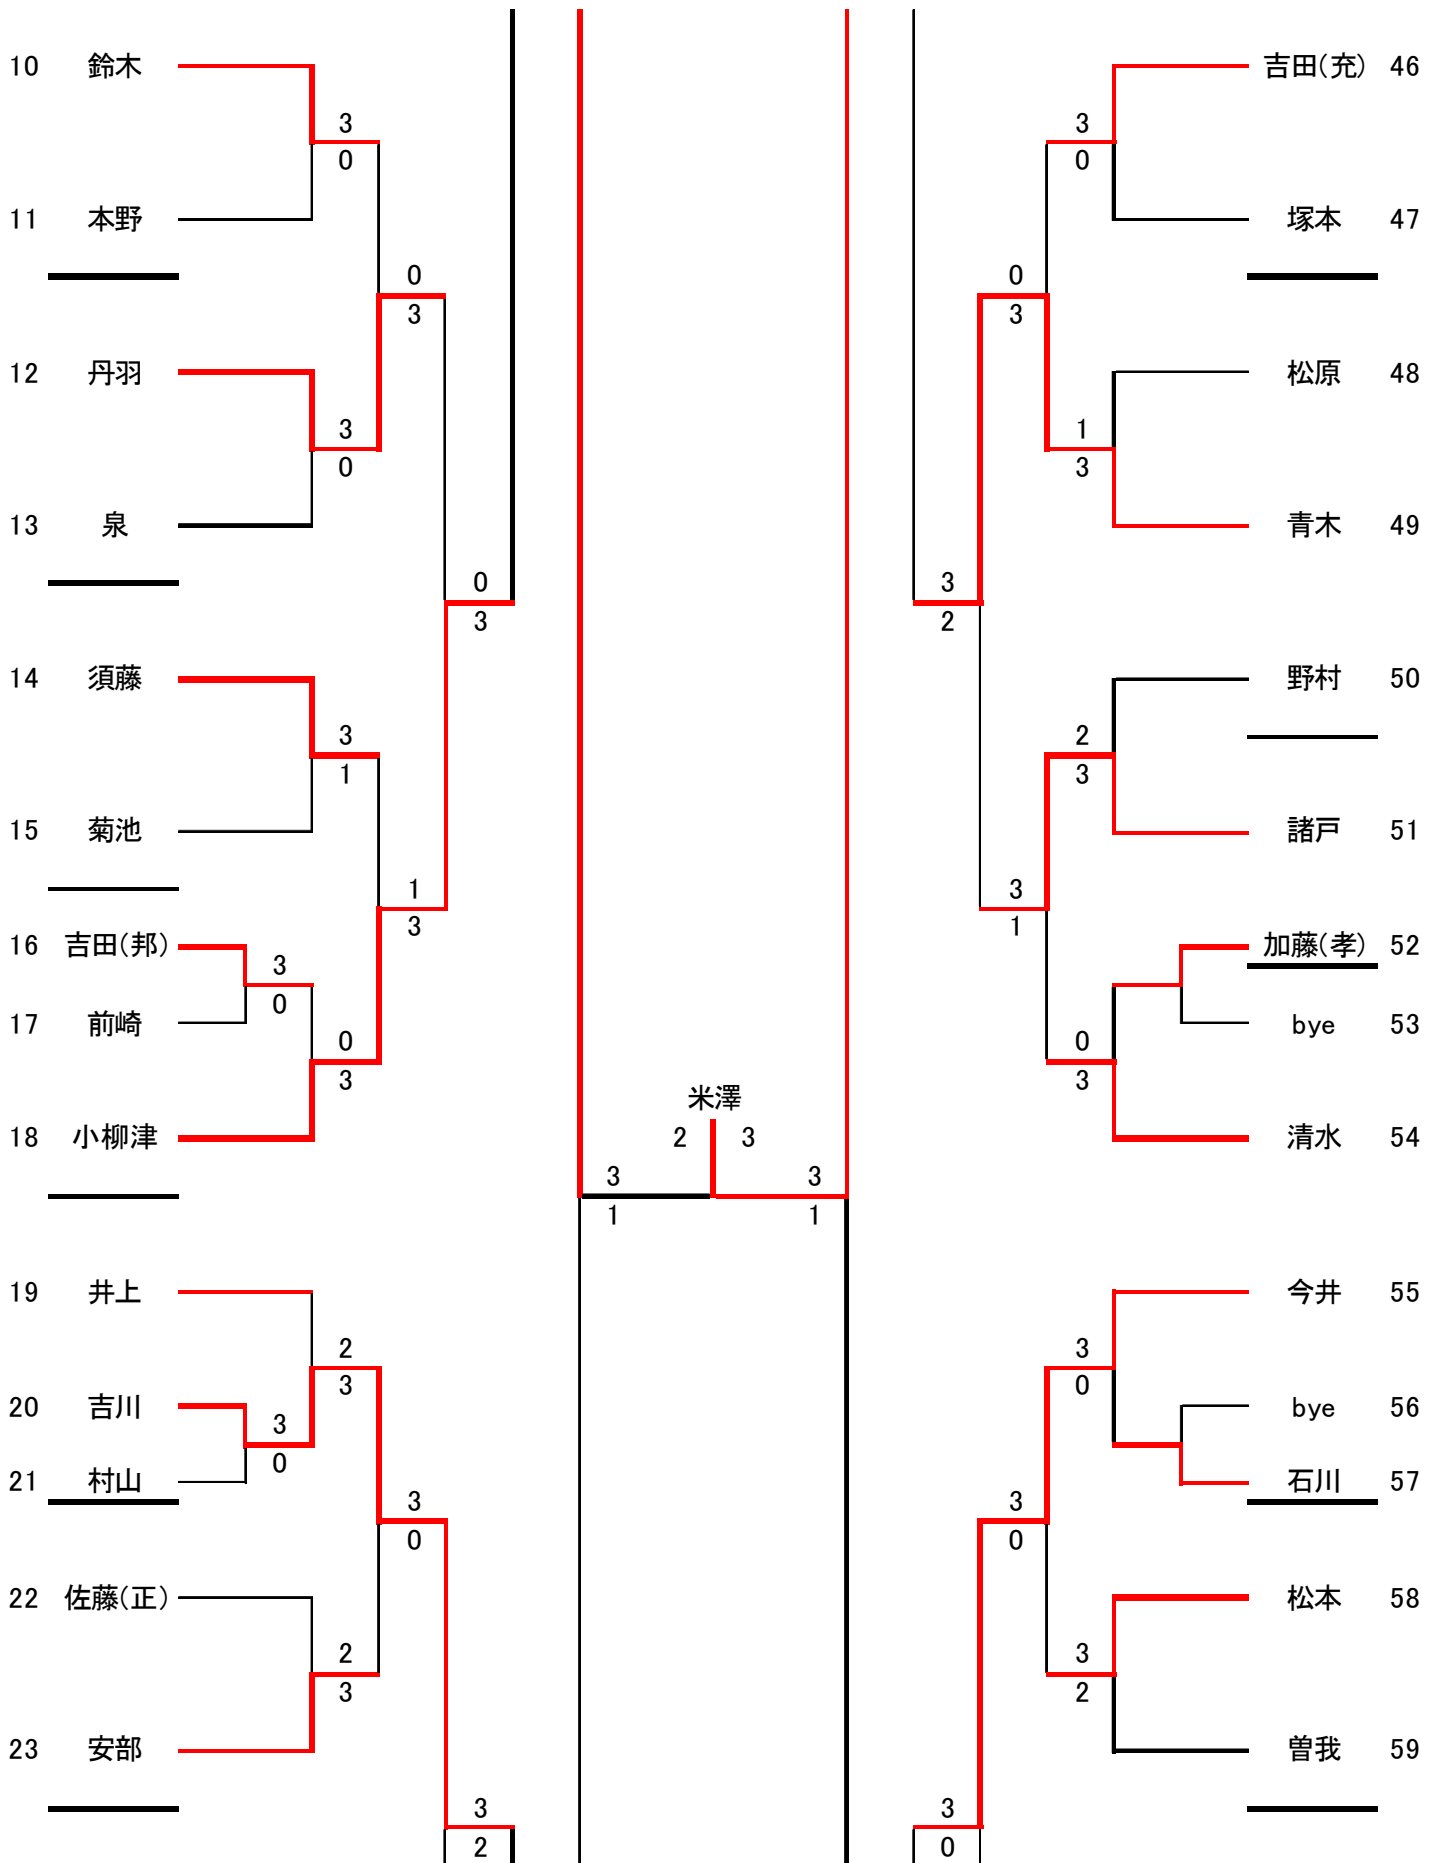 10 鈴木 吉田(充) 46
3 3
0 0
11 本野 塚本 47
0 0
3 3
12 丹羽 松原 48
3 1
0 3
13 泉 青木 49
0 3
3 2
14 須藤 野村 50
3 2
1 3
15 菊池 諸戸 51
1 3
3 1
16 吉田(邦) 加藤(孝) 52
3
0
17 前崎 bye 53
0 0
3 3
米澤
18 小柳津 2 3 清水 54
3 3
1 1
19 井上 今井 55
2 3
3 0
20 吉川 bye 56
3
0
21 村山 石川 57
3 3
0 0
22 佐藤(正) 松本 58
2 3
3 2
23 安部 曽我 59
3 3
2 0